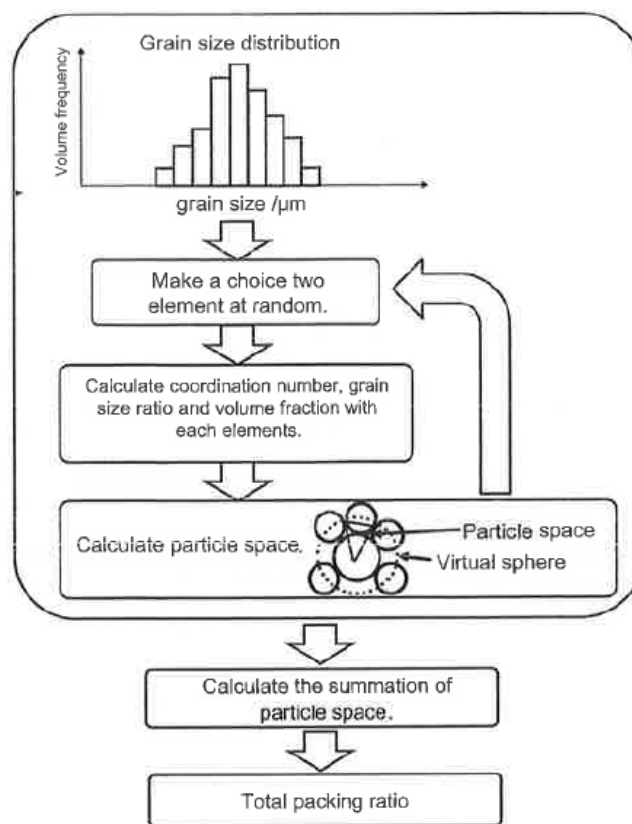 Grain size distribution
Volume frequency
grain size /μm
Make a choice two
element at random.
Calculate coordination number, grain
size ratio and volume fraction with
each elements.
Calculate particle space.
Particle space
Virtual sphere
Calculate the summation of
particle space.
Total packing ratio